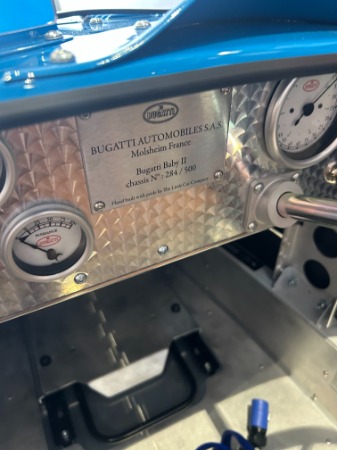 BUGATTI
BUGATTI AUTOMOBILES S.A.S.
Molsheim France
Bugatti Baby II
chassis N° : 284 / 500
Hand built with pride by The Little Car Company